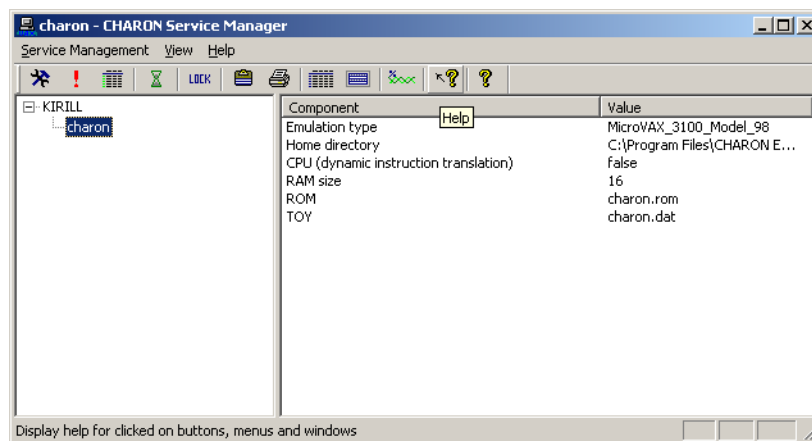 charon - CHARON Service Manager
Service Management View Help
LOCK
KIRILL
charon
Component Value
Help
Emulation type MicroVAX_3100_Model_98
Home directory C:\Program Files\CHARON E...
CPU (dynamic instruction translation) false
RAM size 16
ROM charon.rom
TOY charon.dat
Display help for clicked on buttons, menus and windows